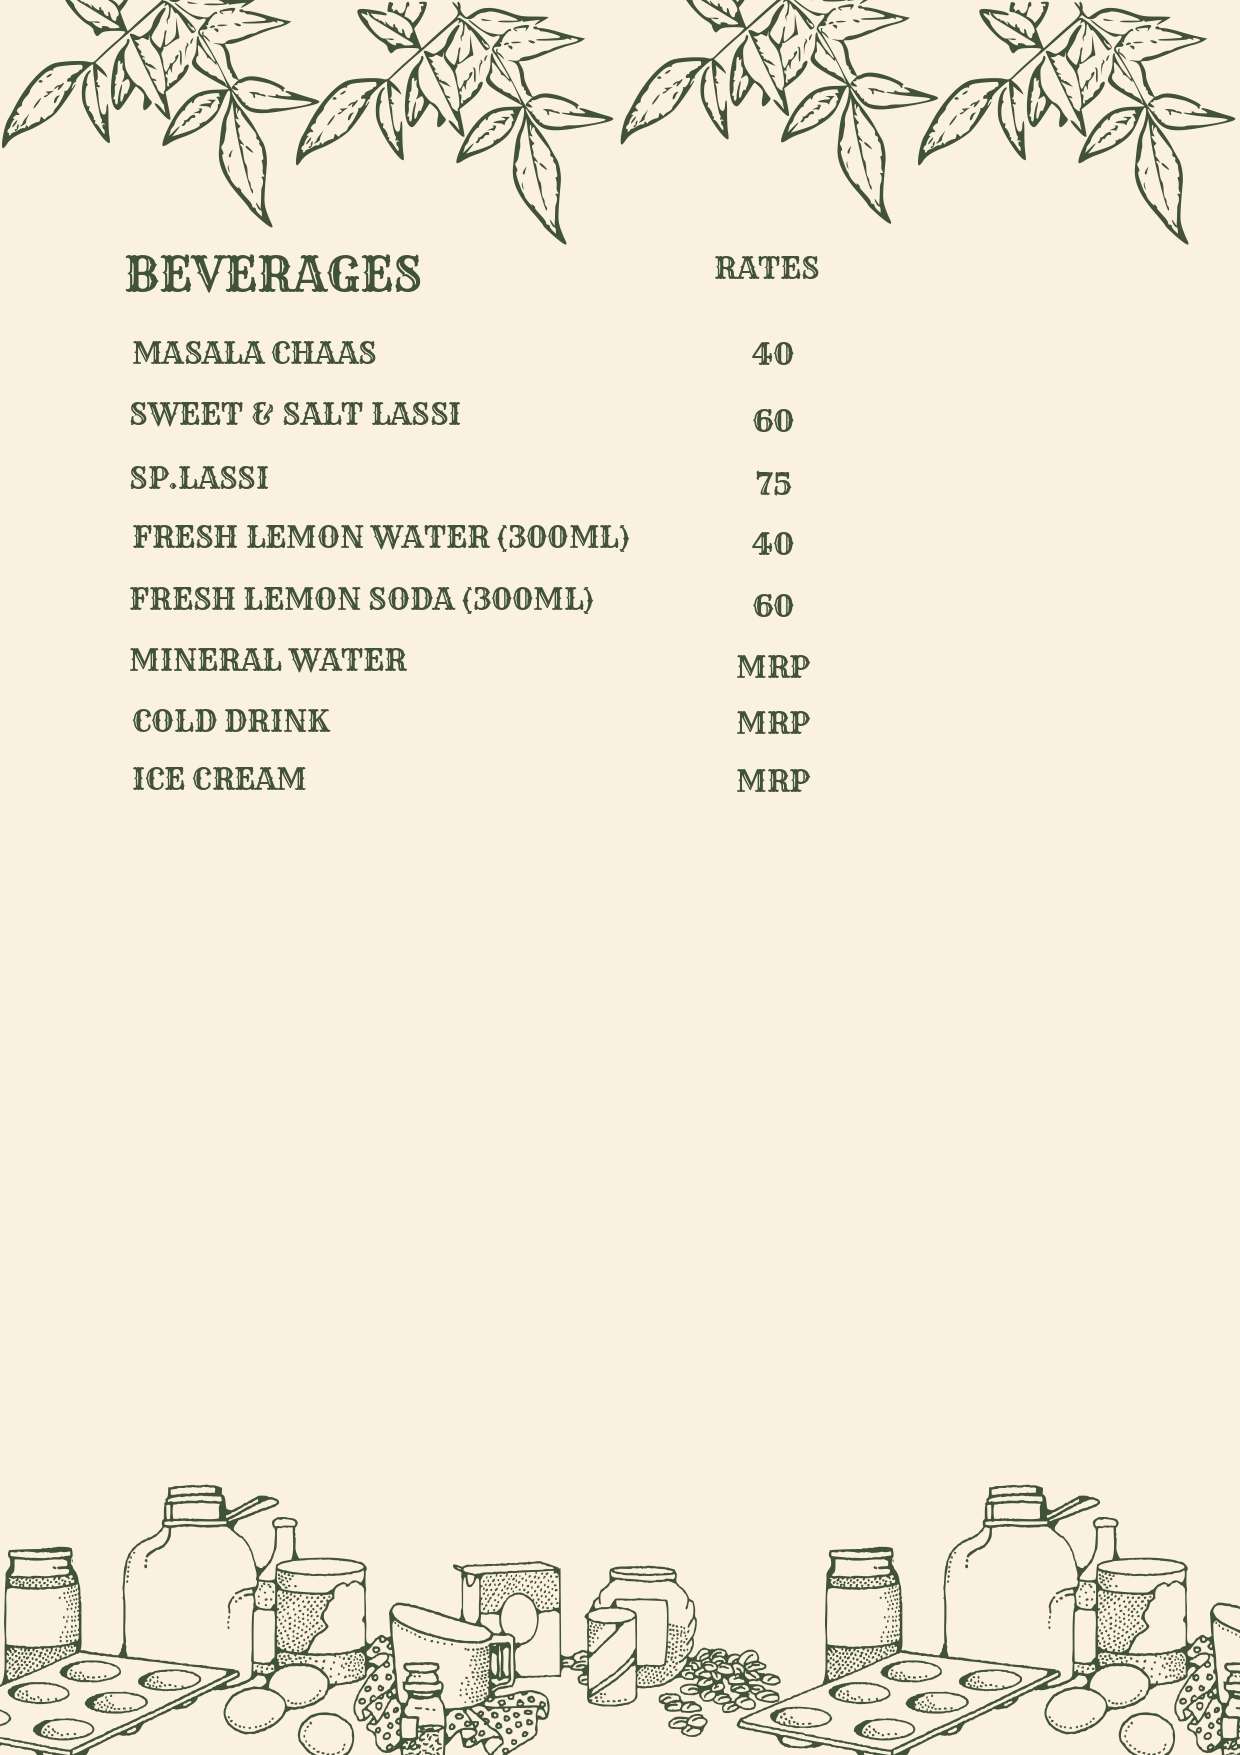 BEVERAGES RATES
MASALA CHAAS 40
SWEET & SALT LASSI 60
SP.LASSI 75
FRESH LEMON WATER (300ML) 40
FRESH LEMON SODA (300ML) 60
MINERAL WATER MRP
COLD DRINK MRP
ICE CREAM MRP